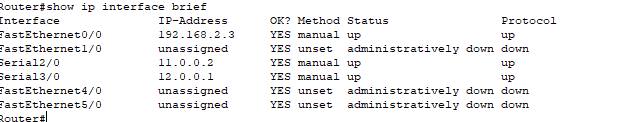 Router#show ip interface brief
Interface IP-Address OK? Method Status Protocol
FastEthernet0/0 192.168.2.3 YES manual up up
FastEthernet1/0 unassigned YES unset administratively down down
Serial2/0 11.0.0.2 YES manual up up
Serial3/0 12.0.0.1 YES manual up up
FastEthernet4/0 unassigned YES unset administratively down down
FastEthernet5/0 unassigned YES unset administratively down down
Router#